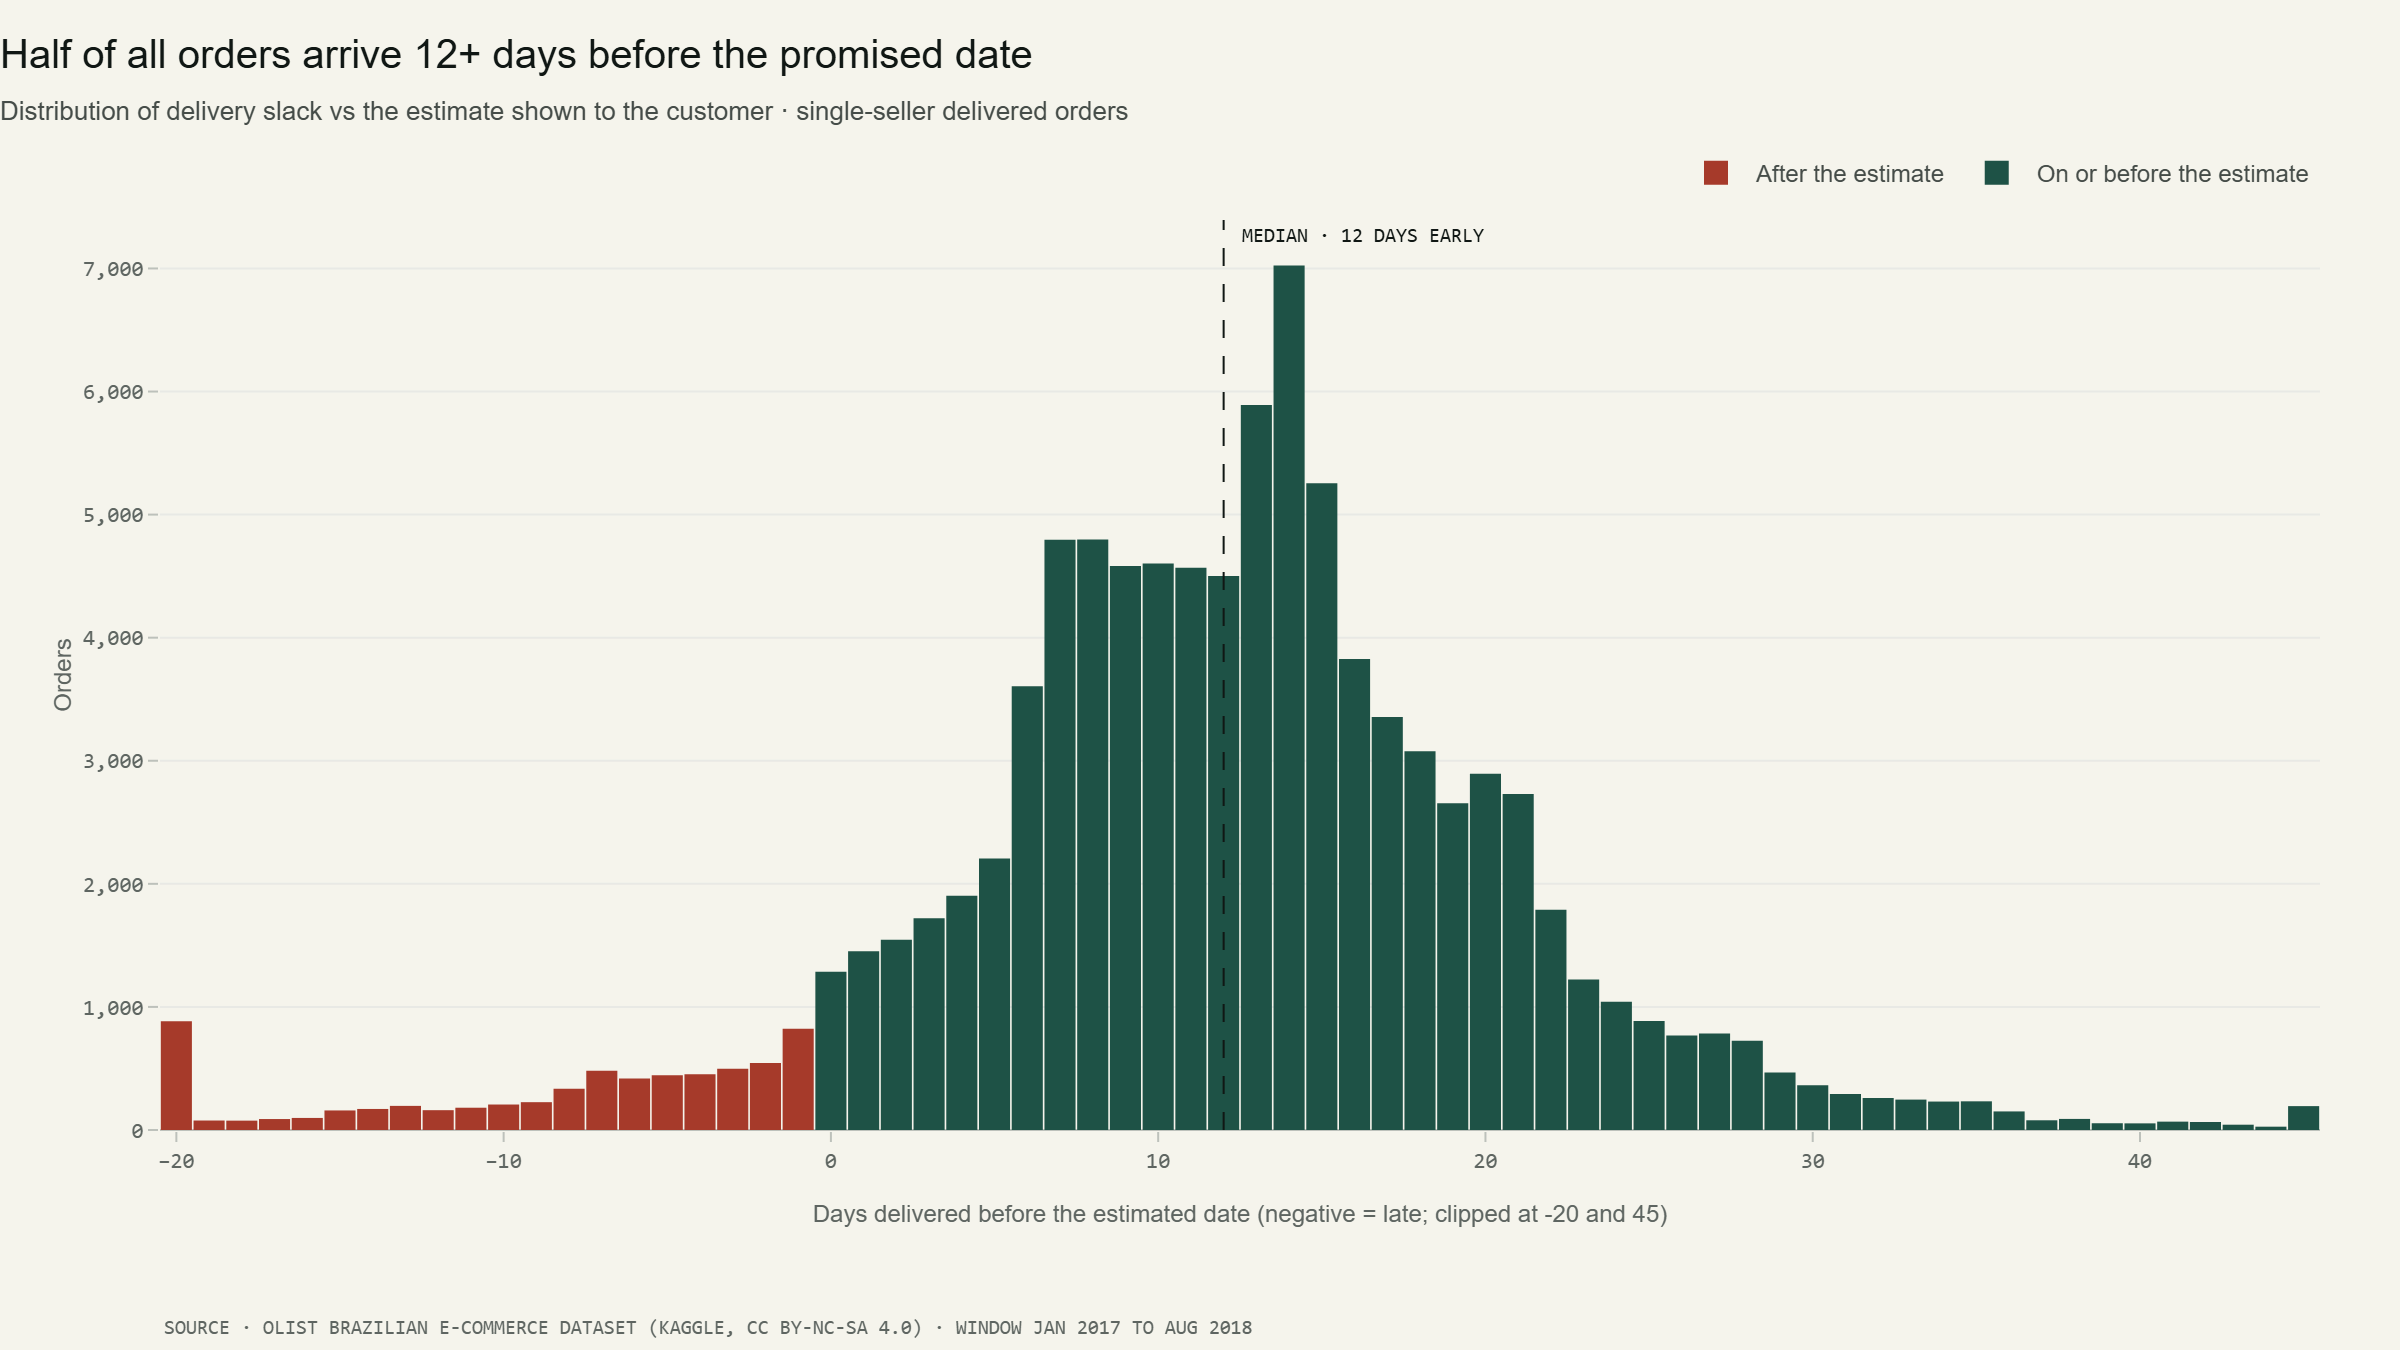 Half of all orders arrive 12+ days before the promised date
Distribution of delivery slack vs the estimate shown to the customer · single-seller delivered orders
After the estimate
On or before the estimate
MEDIAN · 12 DAYS EARLY
7,000
6,000
5,000
4,000
3,000
2,000
1,000
0
Orders
−20
−10
0
10
20
30
40
Days delivered before the estimated date (negative = late; clipped at -20 and 45)
SOURCE · OLIST BRAZILIAN E-COMMERCE DATASET (KAGGLE, CC BY-NC-SA 4.0) · WINDOW JAN 2017 TO AUG 2018